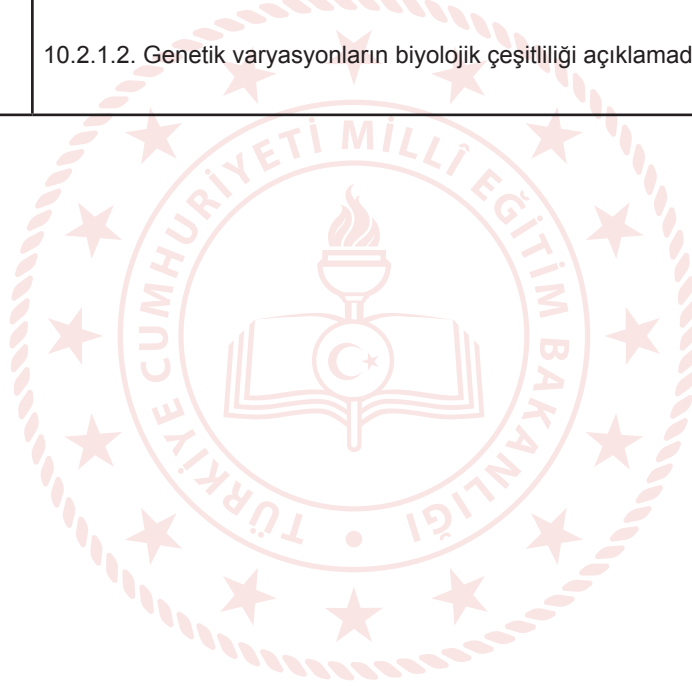 10.2.1.2. Genetik varyasyonların biyolojik çeşitliliği açıklamad
TÜRKİYE CUMHURİYETİ MİLLÎ EĞİTİM BAKANLIĞI